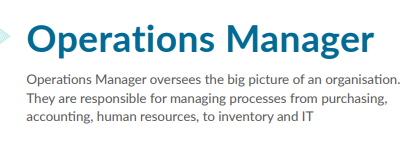 Operations Manager
Operations Manager oversees the big picture of an organisation.
They are responsible for managing processes from purchasing,
accounting, human resources, to inventory and IT